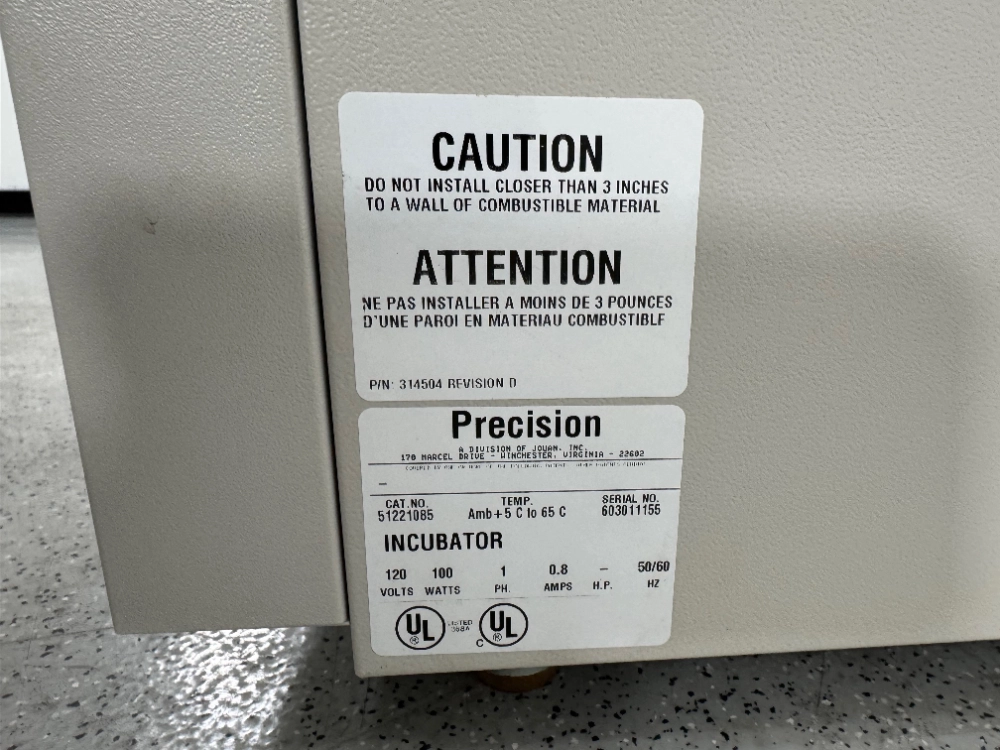 CAUTION
DO NOT INSTALL CLOSER THAN 3 INCHES
TO A WALL OF COMBUSTIBLE MATERIAL
ATTENTION
NE PAS INSTALLER A MOINS DE 3 POUNCES
D'UNE PAROI EN MATERIAU COMBUSTIBLE
P/N: 314504 REVISION D
Precision
A DIVISION OF JOUAN, INC.
170 MARCEL DRIVE - WINCHESTER, VIRGINIA - 22602
CAT.NO. TEMP. SERIAL NO.
51221085 Amb+5 C to 65 C 603011155
INCUBATOR
120 100 1 0.8 - 50/60
VOLTS WATTS PH. AMPS H.P. HZ
UL ® LISTED C UL ®